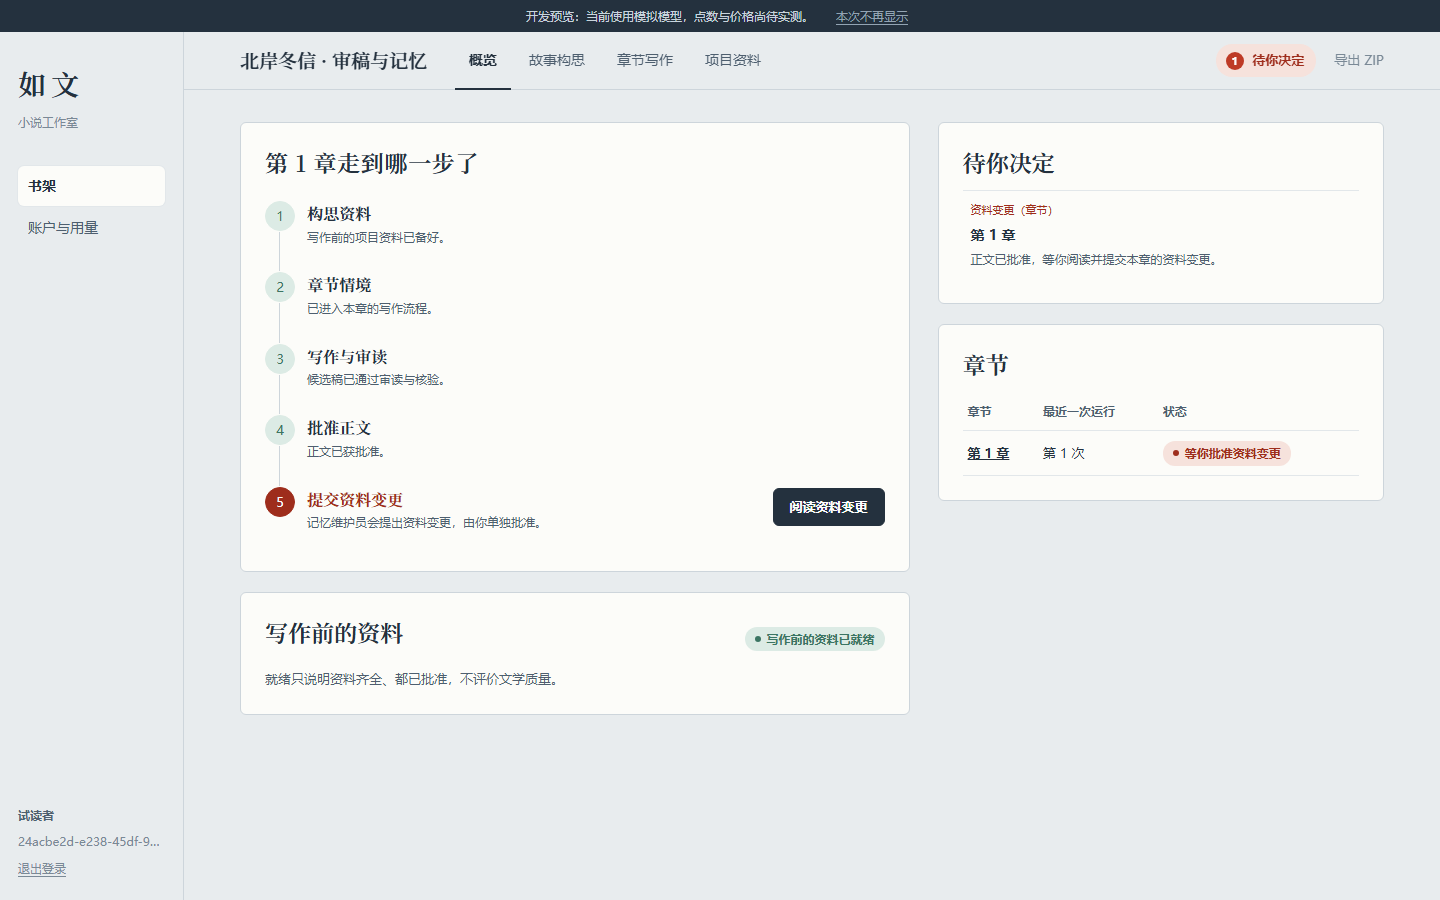 开发预览：当前使用模拟模型，点数与价格尚待实测。 本次不再显示
如文
小说工作室
书架
账户与用量
试读者
24acbe2d-e238-45df-9...
退出登录
北岸冬信 · 审稿与记忆 概览 故事构思 章节写作 项目资料 1 待你决定 导出 ZIP
第 1 章走到哪一步了
1 构思资料
写作前的项目资料已备好。
2 章节情境
已进入本章的写作流程。
3 写作与审读
候选稿已通过审读与核验。
4 批准正文
正文已获批准。
5 提交资料变更
记忆维护员会提出资料变更，由你单独批准。
阅读资料变更
写作前的资料
写作前的资料已就绪
就绪只说明资料齐全、都已批准，不评价文学质量。
待你决定
资料变更（章节）
第 1 章
正文已批准，等你阅读并提交本章的资料变更。
章节
章节 最近一次运行 状态
第 1 章 第 1 次 等你批准资料变更